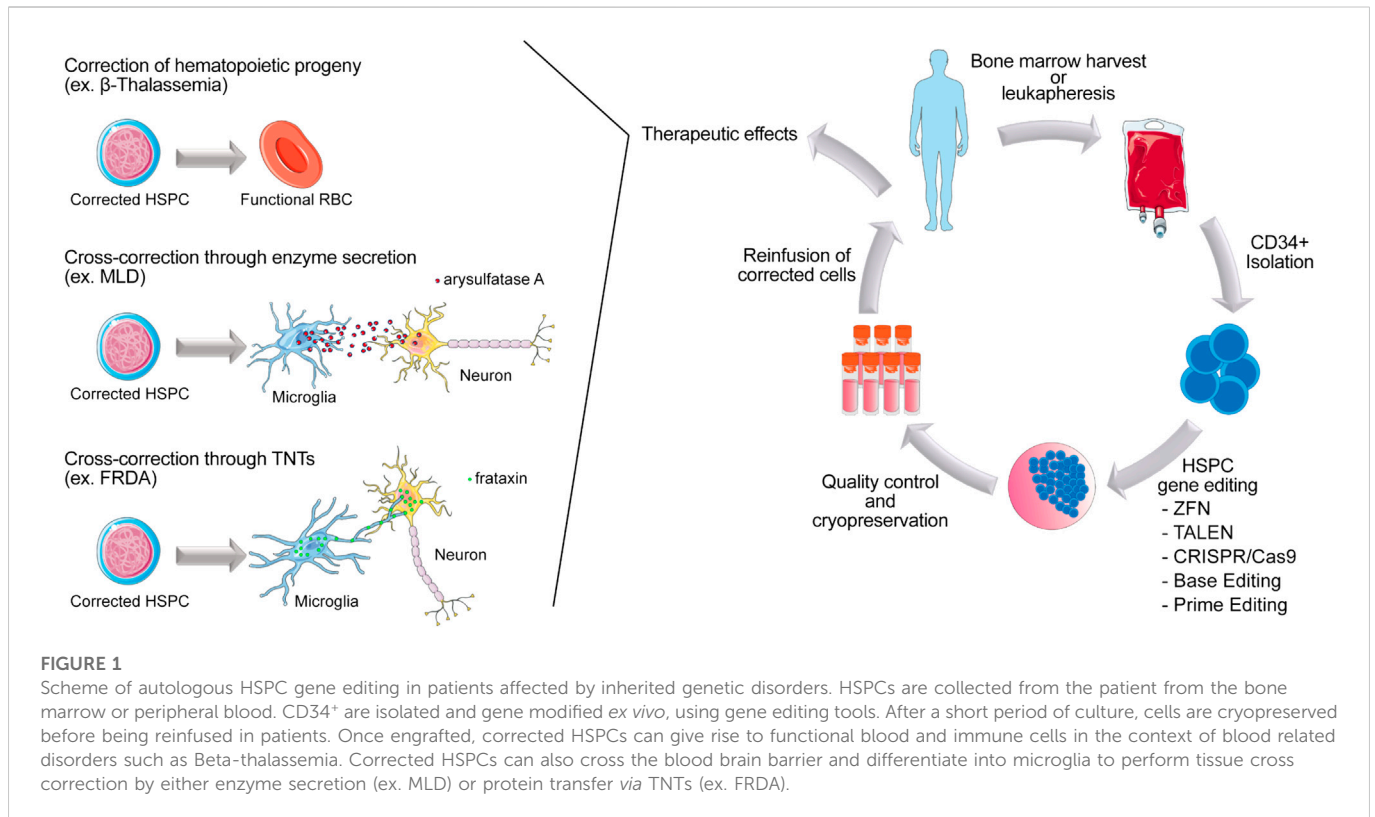 Correction of hematopoietic progeny
(ex. β-Thalassemia)
Corrected HSPC
Functional RBC
Cross-correction through enzyme secretion
(ex. MLD)
arysulfatase A
Corrected HSPC
Microglia
Neuron
Cross-correction through TNTs
(ex. FRDA)
frataxin
Corrected HSPC
Microglia
Neuron
Therapeutic effects
Bone marrow harvest
or
leukapheresis
CD34+
Isolation
HSPC
gene editing
- ZFN
- TALEN
- CRISPR/Cas9
- Base Editing
- Prime Editing
Quality control
and
cryopreservation
Reinfusion of
corrected cells
FIGURE 1
Scheme of autologous HSPC gene editing in patients affected by inherited genetic disorders. HSPCs are collected from the patient from the bone
marrow or peripheral blood. CD34⁺ are isolated and gene modified ex vivo, using gene editing tools. After a short period of culture, cells are cryopreserved
before being reinfused in patients. Once engrafted, corrected HSPCs can give rise to functional blood and immune cells in the context of blood related
disorders such as Beta-thalassemia. Corrected HSPCs can also cross the blood brain barrier and differentiate into microglia to perform tissue cross
correction by either enzyme secretion (ex. MLD) or protein transfer via TNTs (ex. FRDA).